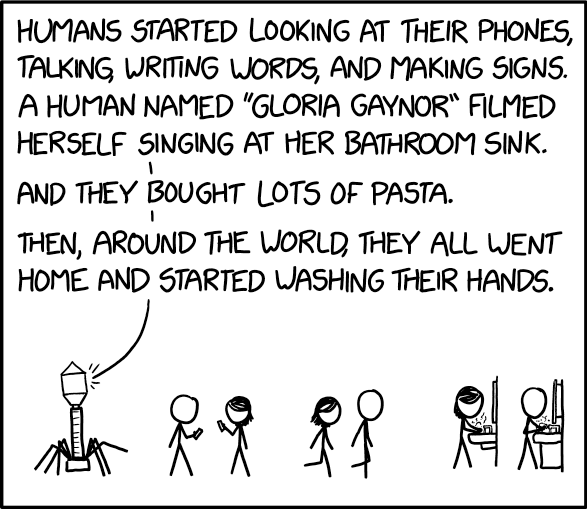 HUMANS STARTED LOOKING AT THEIR PHONES,
TALKING, WRITING WORDS, AND MAKING SIGNS.
A HUMAN NAMED "GLORIA GAYNOR" FILMED
HERSELF SINGING AT HER BATHROOM SINK.
AND THEY BOUGHT LOTS OF PASTA.
THEN, AROUND THE WORLD, THEY ALL WENT
HOME AND STARTED WASHING THEIR HANDS.